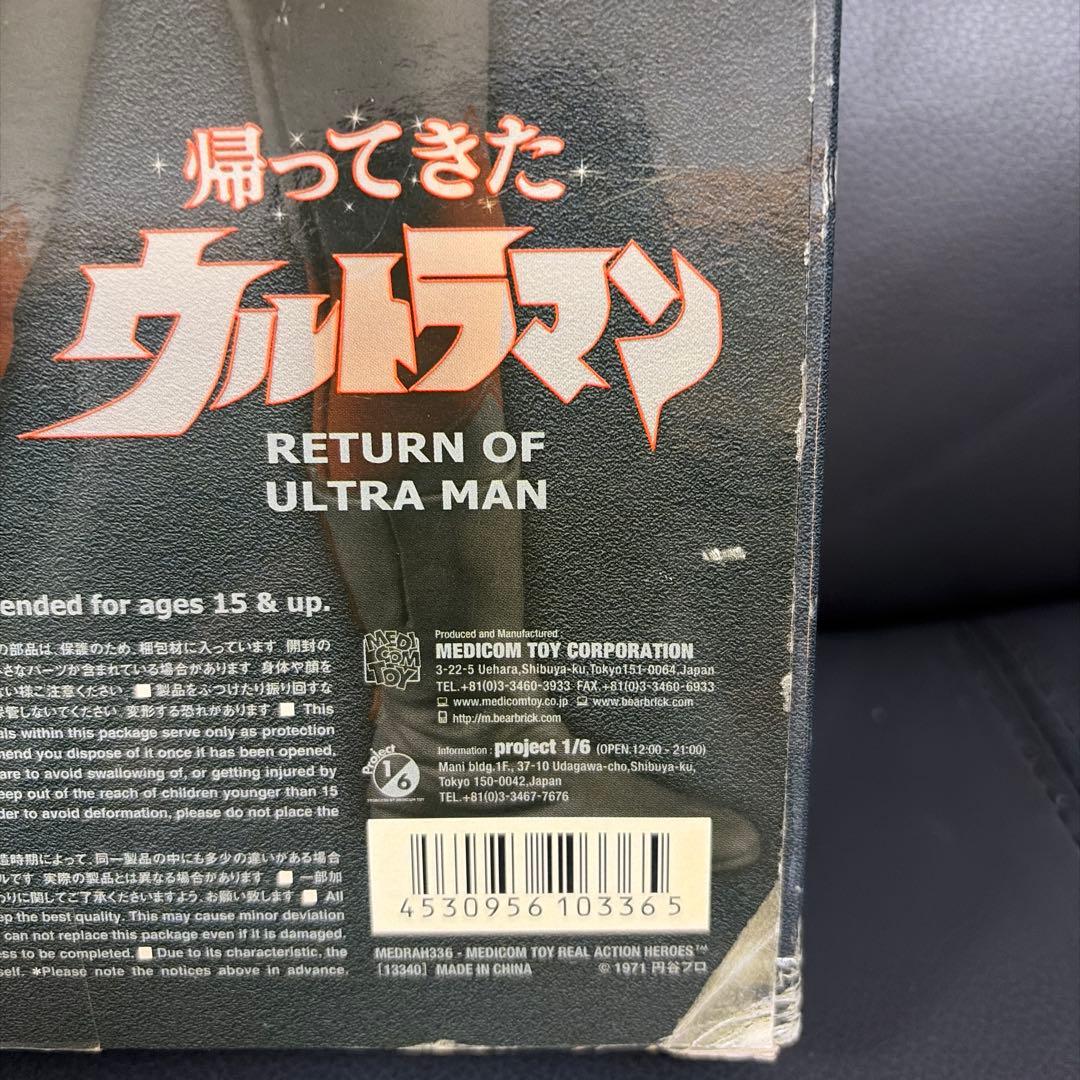 帰ってきた
ウルトラマン
RETURN OF
ULTRA MAN
ended for ages 15 & up.
の部品は、保護のため、梱包材に入っています 開封の
さなパーツが含まれている場合があります 身体や顔を
ない様ご注意ください ■製品をぶつけたり振り回すな
保管しないでください 変形する恐れがあります ■ This
als within this package serve only as protection
mend you dispose of it once it has been opened.
are to avoid swallowing of, or getting injured by
eep out of the reach of children younger than 15
der to avoid deformation, please do not place the
造時期によって、同一製品の中にも多少の違いがある場合
ルです 実際の製品とは異なる場合があります ■ 一部加
わりに関してご了承くださいますよう、お願い致します ■ All
ep the best quality. This may cause minor deviation
can not replace this package even if it is damaged.
ess to be completed. ■ Due to its characteristic, the
self. *Please note the notices above in advance.
MEDI
COM
TOY
Produced and Manufactured:
MEDICOM TOY CORPORATION
3-22-5 Uehara,Shibuya-ku,Tokyo151-0064,Japan
TEL.+81(0)3-3460-3933 FAX.+81(0)3-3460-6933
www.medicomtoy.co.jp www.bearbrick.com
http://m.bearbrick.com
Project
1/6
PRODUCED BY MEDICOM TOY
Information: project 1/6 (OPEN.12:00 - 21:00)
Mani bldg.1F., 37-10 Udagawa-cho,Shibuya-ku,
Tokyo 150-0042,Japan
TEL.+81(0)3-3467-7676
4530956103365
MEDRAH336 - MEDICOM TOY REAL ACTION HEROES™
[13340] MADE IN CHINA © 1971 円谷プロ